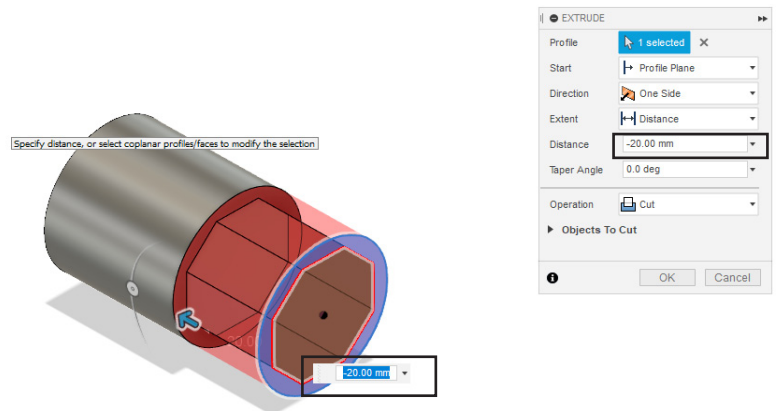 EXTRUDE
Profile 1 selected
Start Profile Plane
Direction One Side
Extent Distance
Distance -20.00 mm
Taper Angle 0.0 deg
Operation Cut
Objects To Cut
OK Cancel
Specify distance, or select coplanar profiles/faces to modify the selection
-20.00 mm